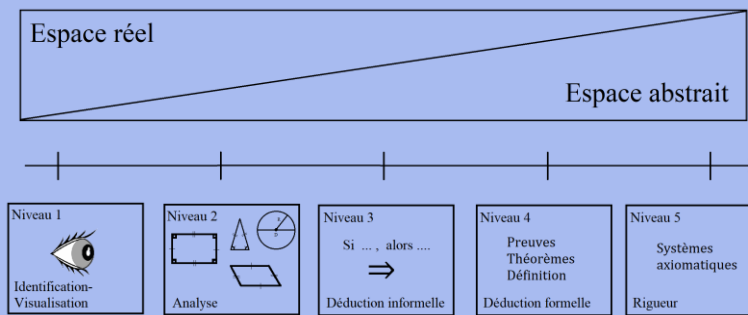 Espace réel
Espace abstrait
Niveau 1
Identification-
Visualisation
Niveau 2
Analyse
Niveau 3
Si ... , alors ....
⇒
Déduction informelle
Niveau 4
Preuves
Théorèmes
Définition
Déduction formelle
Niveau 5
Systèmes
axiomatiques
Rigueur